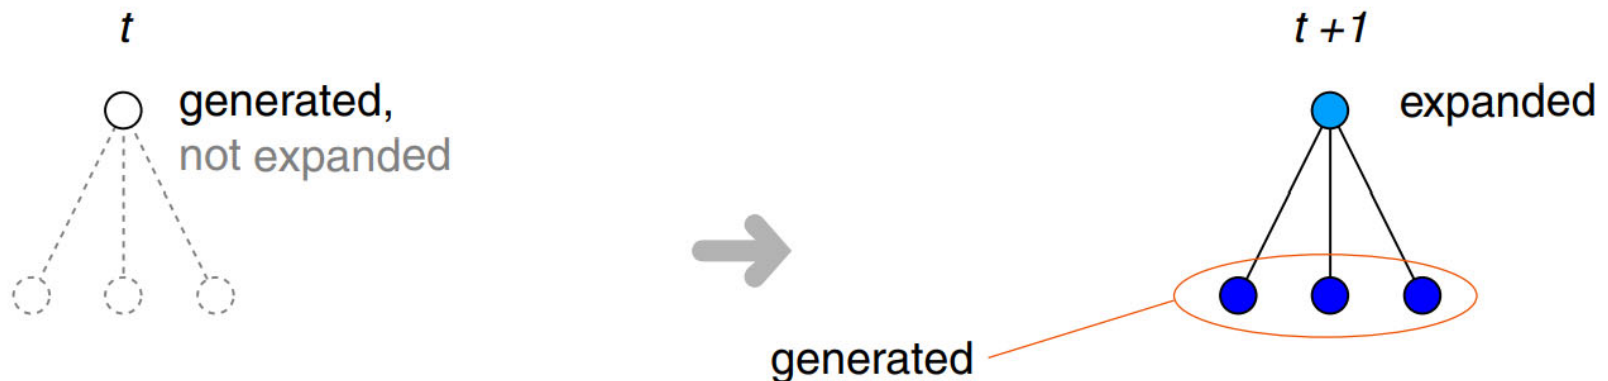 t
generated,
not expanded
t +1
expanded
generated